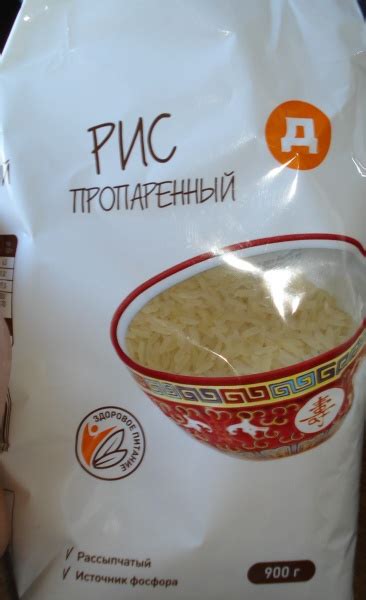 Д
РИС
ПРОПАРЕННЫЙ
ЗДОРОВОЕ ПИТАНИЕ
✓ Рассыпчатый
✓ Источник фосфора
900 г